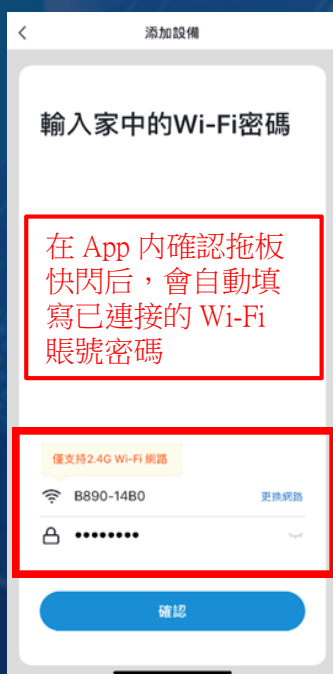 添加設備
輸入家中的Wi-Fi密碼
在 App 内確認拖板
快閃后，會自動填
寫已連接的 Wi-Fi
賬號密碼
僅支持2.4G Wi-Fi 網路
B890-14B0 更換網路
••••••••
確認